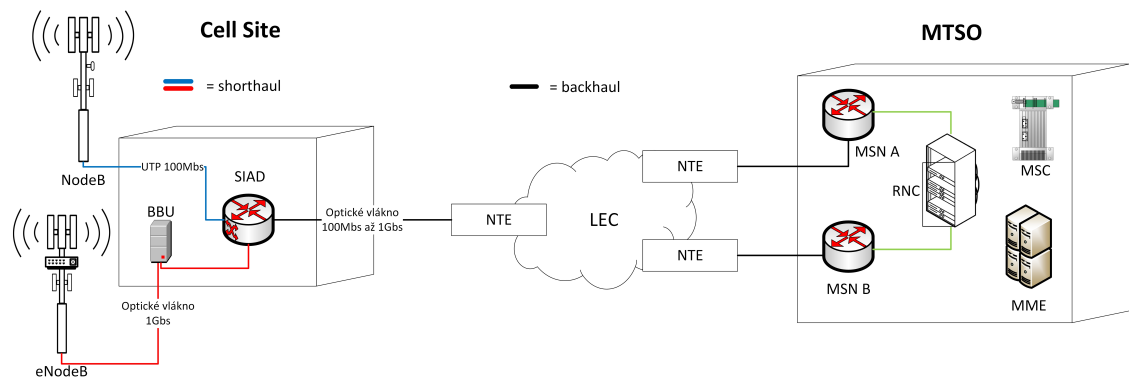 Cell Site
MTSO
= shorthaul
= backhaul
NodeB
UTP 100Mbs
SIAD
BBU
Optické vlákno
1Gbs
eNodeB
Optické vlákno
100Mbs až 1Gbs
NTE
LEC
NTE
NTE
MSN A
MSN B
RNC
MSC
MME